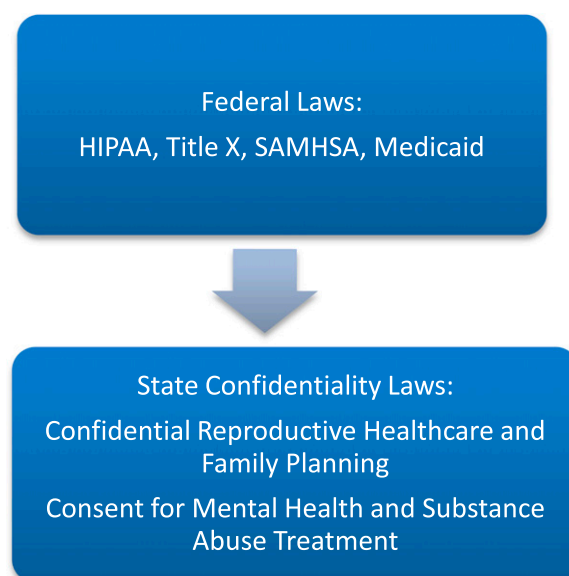 Federal Laws:
HIPAA, Title X, SAMHSA, Medicaid
State Confidentiality Laws:
Confidential Reproductive Healthcare and
Family Planning
Consent for Mental Health and Substance
Abuse Treatment